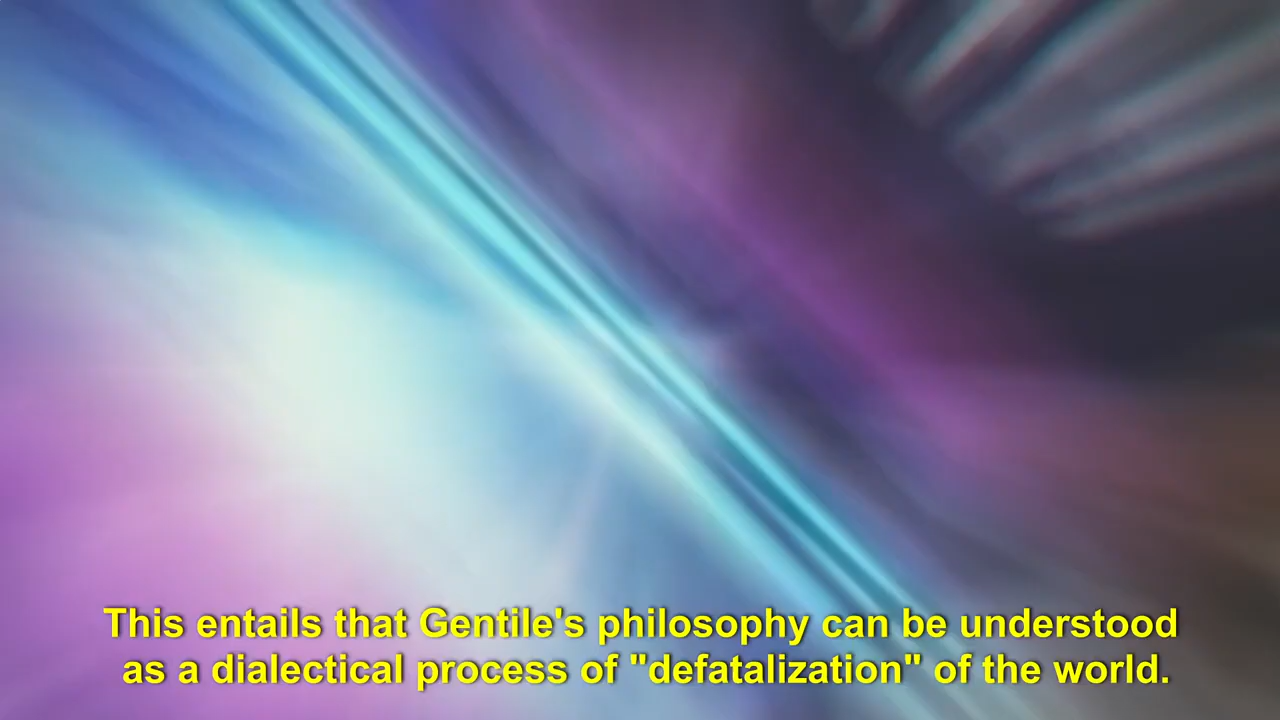 This entails that Gentile's philosophy can be understood
as a dialectical process of "defatalization" of the world.